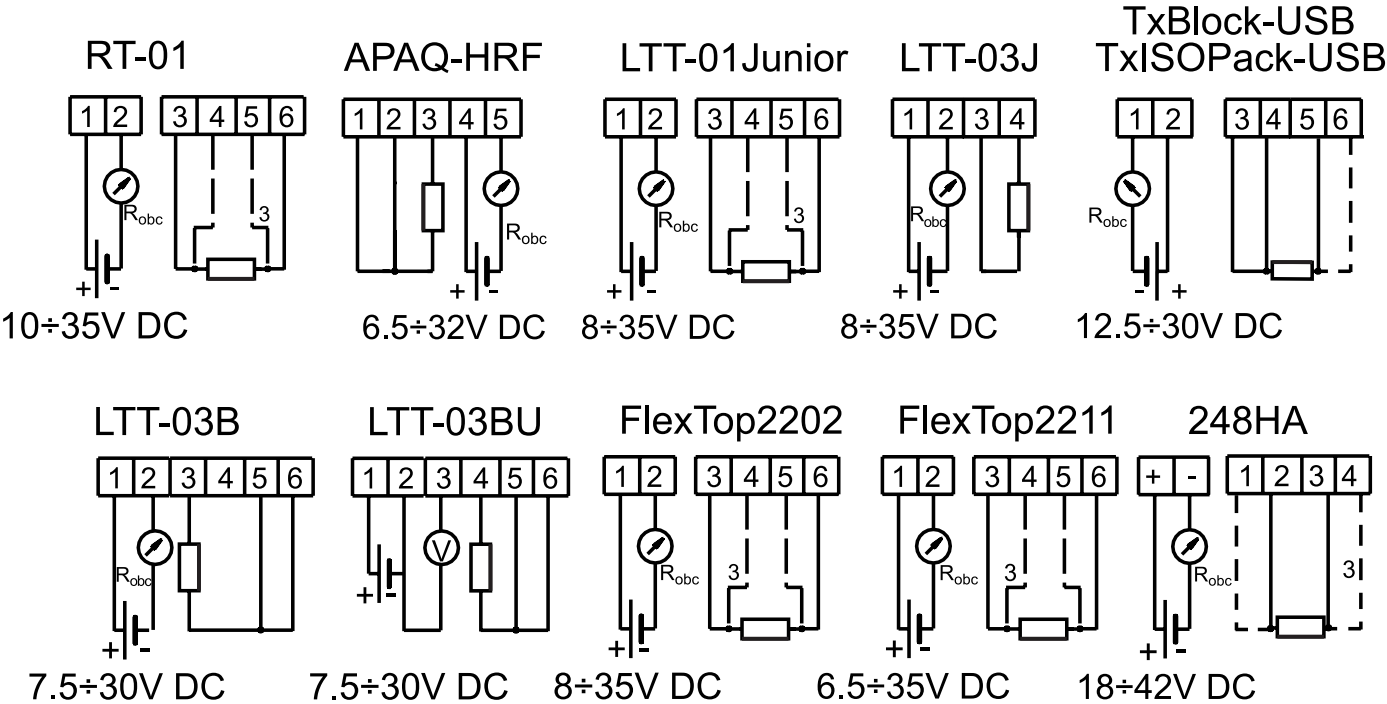 TxBlock-USB
RT-01 APAQ-HRF LTT-01Junior LTT-03J TxISOPack-USB
1 2 3 4 5 6 1 2 3 4 5 1 2 3 4 5 6 1 2 3 4 1 2 3 4 5 6
Robc 3 Robc Robc 3 Robc Robc
+ - + - + - + - - +
10÷35V DC 6.5÷32V DC 8÷35V DC 8÷35V DC 12.5÷30V DC
LTT-03B LTT-03BU FlexTop2202 FlexTop2211 248HA
1 2 3 4 5 6 1 2 3 4 5 6 1 2 3 4 5 6 1 2 3 4 5 6 + - 1 2 3 4
V
Robc Robc 3 Robc 3 Robc 3
+ - + - + - + - + -
7.5÷30V DC 7.5÷30V DC 8÷35V DC 6.5÷35V DC 18÷42V DC